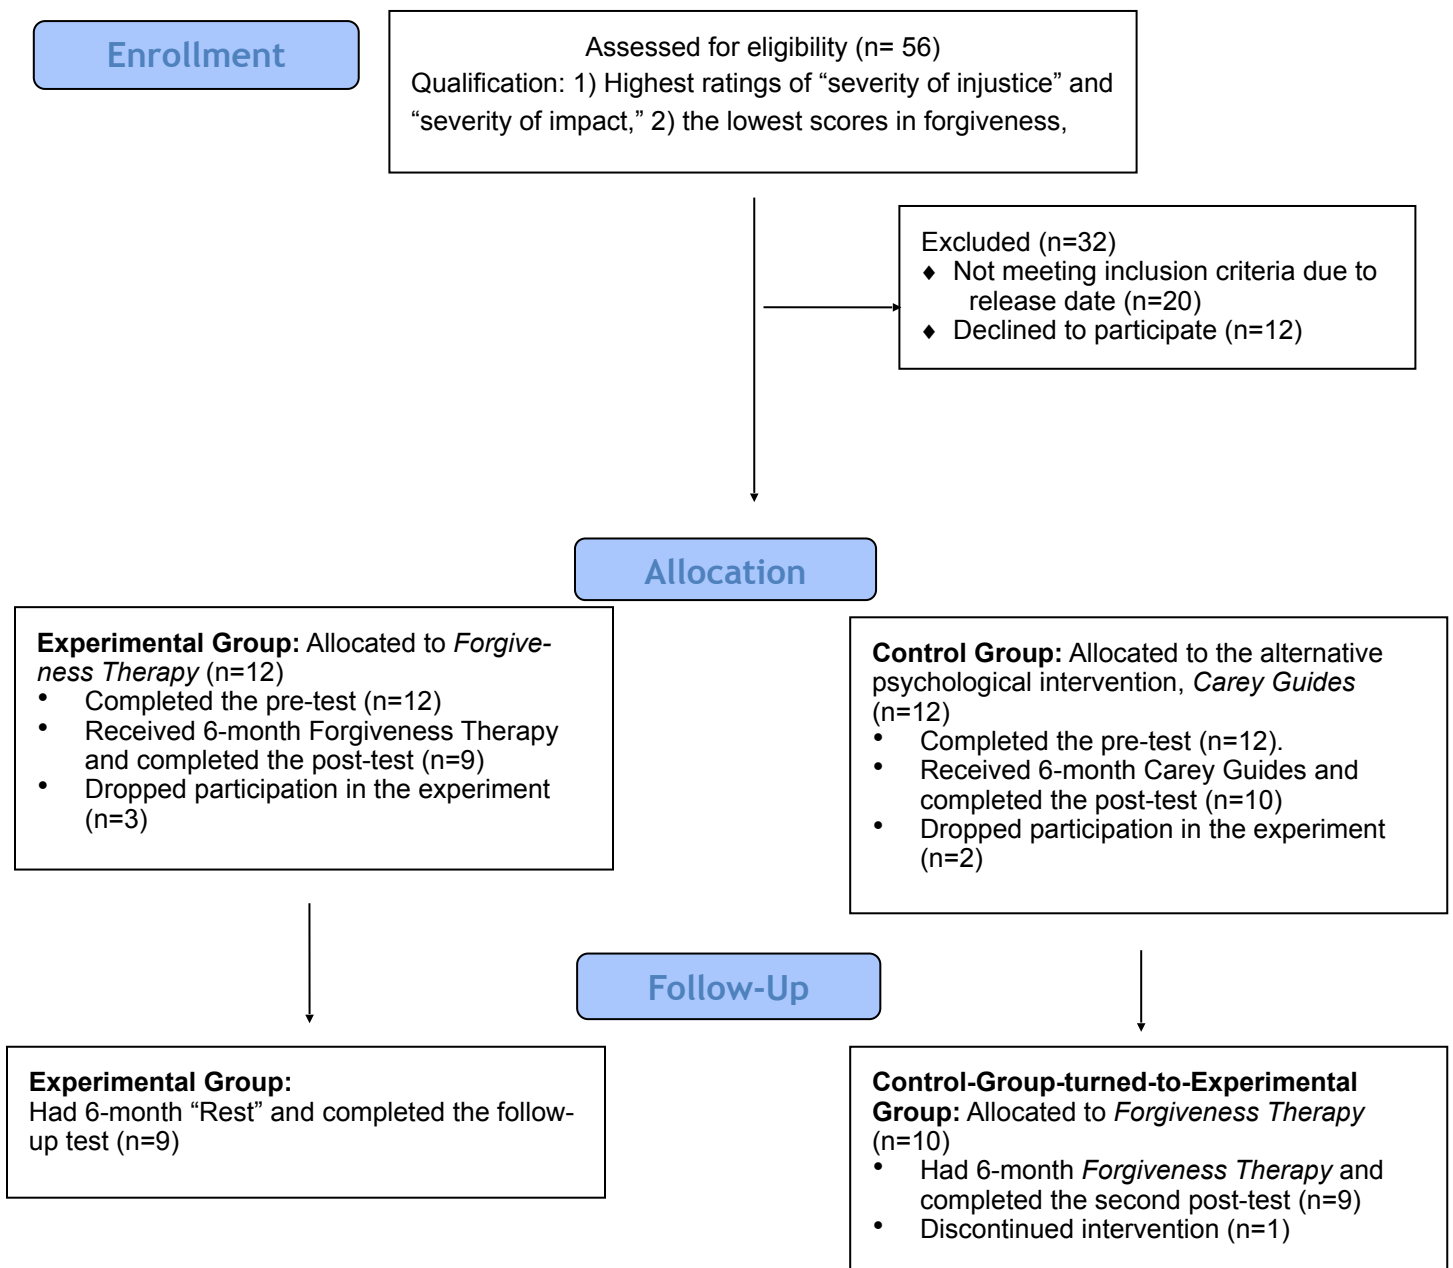 Enrollment
Assessed for eligibility (n= 56)
Qualification: 1) Highest ratings of “severity of injustice” and
“severity of impact,” 2) the lowest scores in forgiveness,
Excluded (n=32)
♦ Not meeting inclusion criteria due to
release date (n=20)
♦ Declined to participate (n=12)
Allocation
Experimental Group: Allocated to Forgive-
ness Therapy (n=12)
• Completed the pre-test (n=12)
• Received 6-month Forgiveness Therapy
and completed the post-test (n=9)
• Dropped participation in the experiment
(n=3)
Control Group: Allocated to the alternative
psychological intervention, Carey Guides
(n=12)
• Completed the pre-test (n=12).
• Received 6-month Carey Guides and
completed the post-test (n=10)
• Dropped participation in the experiment
(n=2)
Follow-Up
Experimental Group:
Had 6-month “Rest” and completed the follow-
up test (n=9)
Control-Group-turned-to-Experimental
Group: Allocated to Forgiveness Therapy
(n=10)
• Had 6-month Forgiveness Therapy and
completed the second post-test (n=9)
• Discontinued intervention (n=1)